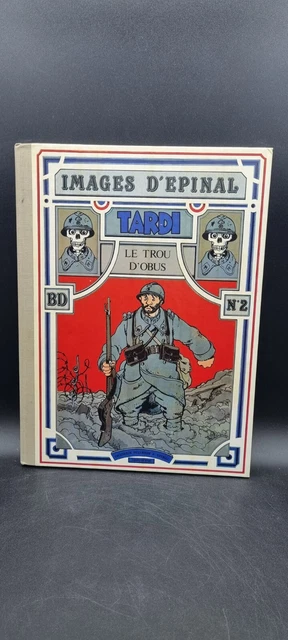 IMAGES D'EPINAL
TARDI
LE TROU
D'OBUS
BD
N°2